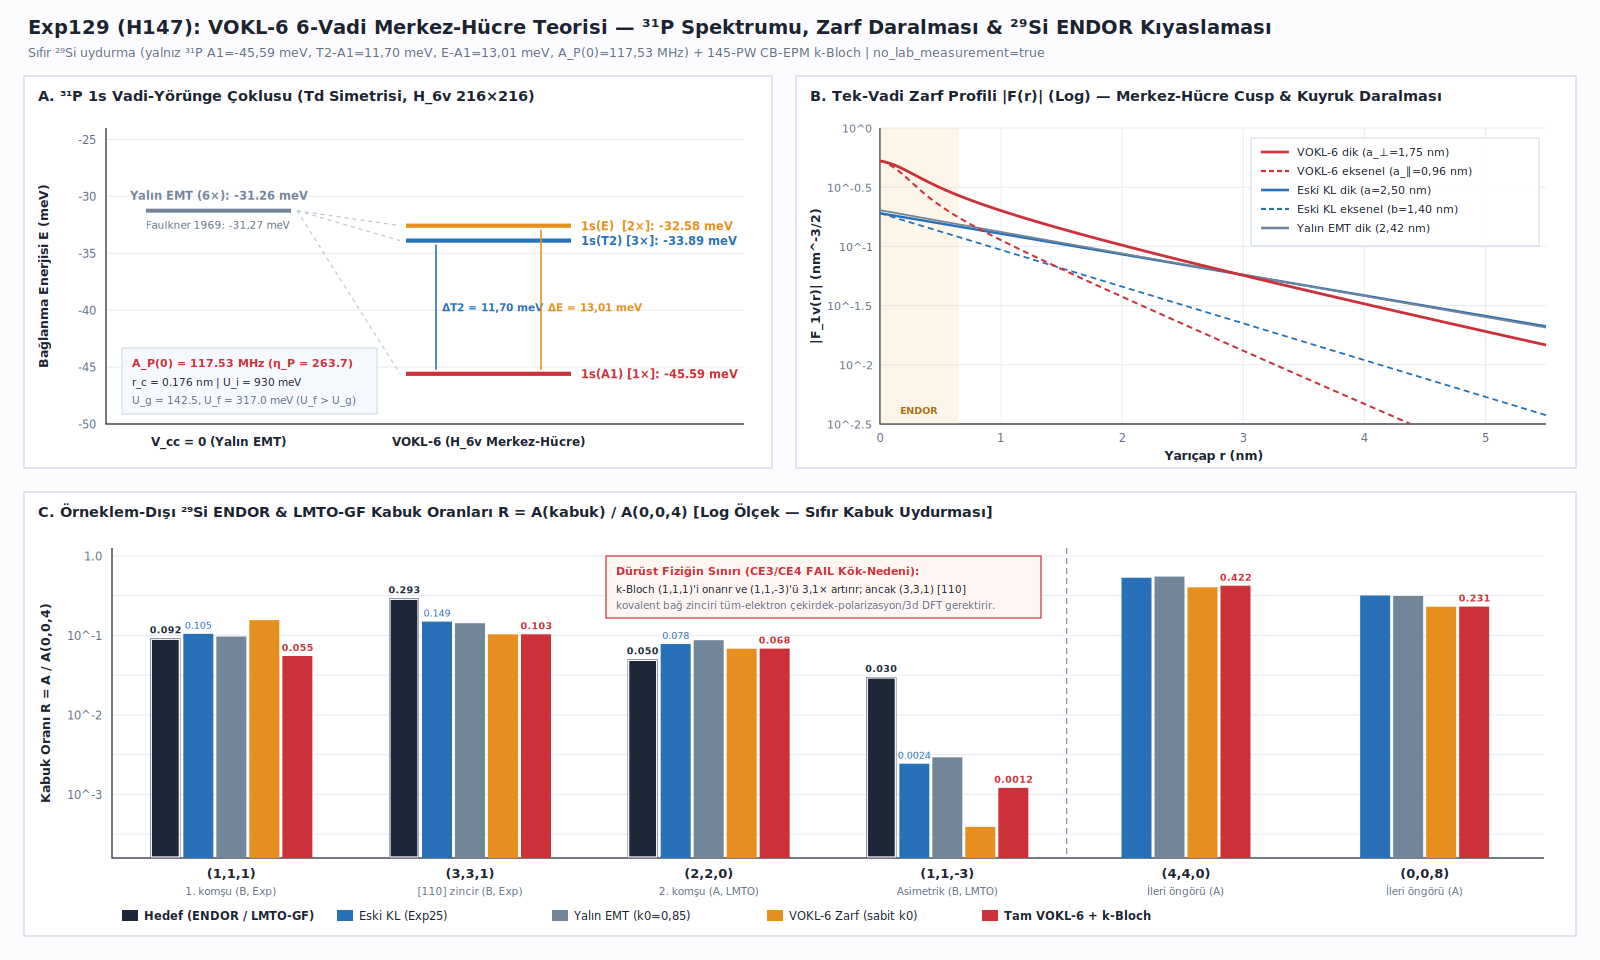 Exp129 (H147): VOKL-6 6-Vadi Merkez-Hücre Teorisi — ³¹P Spektrumu, Zarf Daralması & ²⁹Si ENDOR Kıyaslaması
Sıfır ²⁹Si uydurma (yalnız ³¹P A1=-45,59 meV, T2-A1=11,70 meV, E-A1=13,01 meV, A_P(0)=117,53 MHz) + 145-PW CB-EPM k-Bloch | no_lab_measurement=true
A. ³¹P 1s Vadi-Yörünge Çoklusu (Td Simetrisi, H_6v 216×216)
Bağlanma Enerjisi E (meV)
-25
-30
-35
-40
-45
-50
Yalın EMT (6×): -31.26 meV
Faulkner 1969: -31,27 meV
1s(E) [2×]: -32.58 meV
1s(T2) [3×]: -33.89 meV
ΔT2 = 11,70 meV
ΔE = 13,01 meV
1s(A1) [1×]: -45.59 meV
A_P(0) = 117.53 MHz (η_P = 263.7)
r_c = 0.176 nm | U_i = 930 meV
U_g = 142.5, U_f = 317.0 meV (U_f > U_g)
V_cc = 0 (Yalın EMT)
VOKL-6 (H_6v Merkez-Hücre)
B. Tek-Vadi Zarf Profili |F(r)| (Log) — Merkez-Hücre Cusp & Kuyruk Daralması
|F_1v(r)| (nm^-3/2)
10^0
10^-0.5
10^-1
10^-1.5
10^-2
10^-2.5
VOKL-6 dik (a_⊥=1,75 nm)
VOKL-6 eksenel (a_∥=0,96 nm)
Eski KL dik (a=2,50 nm)
Eski KL eksenel (b=1,40 nm)
Yalın EMT dik (2,42 nm)
ENDOR
0
1
2
3
4
5
Yarıçap r (nm)
C. Örneklem-Dışı ²⁹Si ENDOR & LMTO-GF Kabuk Oranları R = A(kabuk) / A(0,0,4) [Log Ölçek — Sıfır Kabuk Uydurması]
Kabuk Oranı R = A / A(0,0,4)
1.0
10^-1
10^-2
10^-3
Dürüst Fiziğin Sınırı (CE3/CE4 FAIL Kök-Nedeni):
k-Bloch (1,1,1)'i onarır ve (1,1,-3)'ü 3,1× artırır; ancak (3,3,1) [110]
kovalent bağ zinciri tüm-elektron çekirdek-polarizasyon/3d DFT gerektirir.
0.092
0.105
0.055
0.293
0.149
0.103
0.050
0.078
0.068
0.030
0.0024
0.0012
0.422
0.231
(1,1,1)
(3,3,1)
(2,2,0)
(1,1,-3)
(4,4,0)
(0,0,8)
1. komşu (B, Exp)
[110] zincir (B, Exp)
2. komşu (A, LMTO)
Asimetrik (B, LMTO)
İleri öngörü (A)
İleri öngörü (A)
Hedef (ENDOR / LMTO-GF)
Eski KL (Exp25)
Yalın EMT (k0=0,85)
VOKL-6 Zarf (sabit k0)
Tam VOKL-6 + k-Bloch